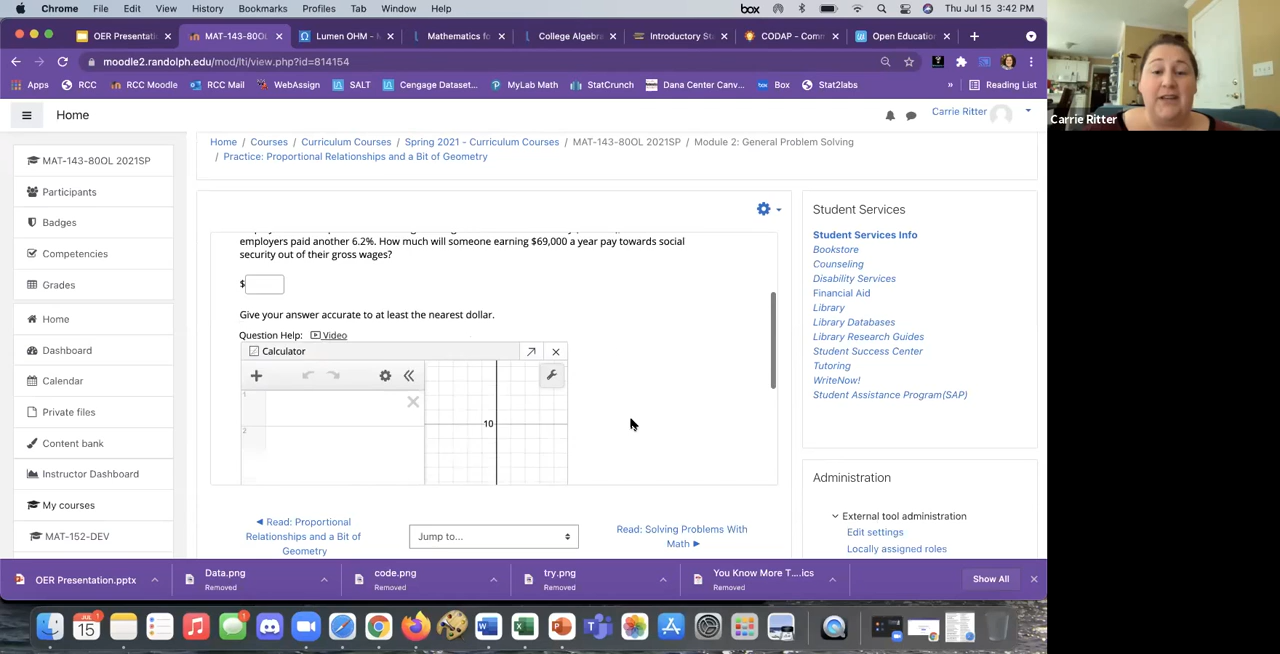 Chrome File Edit View History Bookmarks Profiles Tab Window Help box Thu Jul 15 3:42 PM
OER Presentation.p MAT-143-80O Lumen OHM - Mathematics fo College Algebra Introductory Sta CODAP - Comm Open Education
moodle2.randolph.edu/mod/lti/view.php?id=814154
Apps RCC RCC Moodle RCC Mail WebAssign SALT Cengage Dataset... MyLab Math StatCrunch Dana Center Canv... Box Stat2labs » Reading List
Home
Carrie Ritter
Carrie Ritter
Home / Courses / Curriculum Courses / Spring 2021 - Curriculum Courses / MAT-143-80OL 2021SP / Module 2: General Problem Solving
/ Practice: Proportional Relationships and a Bit of Geometry
MAT-143-80OL 2021SP
Participants
Badges
Competencies
Grades
Home
Dashboard
Calendar
Private files
Content bank
Instructor Dashboard
My courses
MAT-152-DEV
employers paid another 6.2%. How much will someone earning $69,000 a year pay towards social
security out of their gross wages?
$
Give your answer accurate to at least the nearest dollar.
Question Help: Video
Calculator
1
2
10
◄ Read: Proportional
Relationships and a Bit of
Geometry
Jump to...
Read: Solving Problems With
Math ►
Student Services
Student Services Info
Bookstore
Counseling
Disability Services
Financial Aid
Library
Library Databases
Library Research Guides
Student Success Center
Tutoring
WriteNow!
Student Assistance Program(SAP)
Administration
External tool administration
Edit settings
Locally assigned roles
OER Presentation.pptx
Data.png
Removed
code.png
Removed
try.png
Removed
You Know More T....ics
Removed
Show All
JUL
15
1